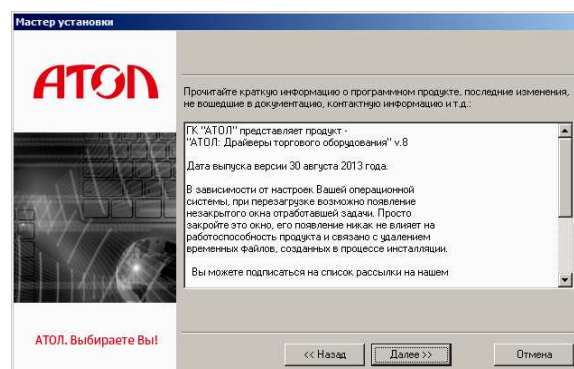 Мастер установки
АТОЛ
Прочитайте краткую информацию о программном продукте, последние изменения,
не вошедшие в документацию, контактную информацию и т.д.:
ГК "АТОЛ" представляет продукт -
"АТОЛ: Драйверы торгового оборудования" v.8
Дата выпуска версии 30 августа 2013 года.
В зависимости от настроек Вашей операционной
системы, при перезагрузке возможно появление
незакрытого окна отработавшей задачи. Просто
закройте это окно, его появление никак не влияет на
работоспособность продукта и связано с удалением
временных файлов, созданных в процессе инсталляции.
Вы можете подписаться на список рассылки на нашем
АТОЛ. Выбираете Вы!
<< Назад
Далее >>
Отмена